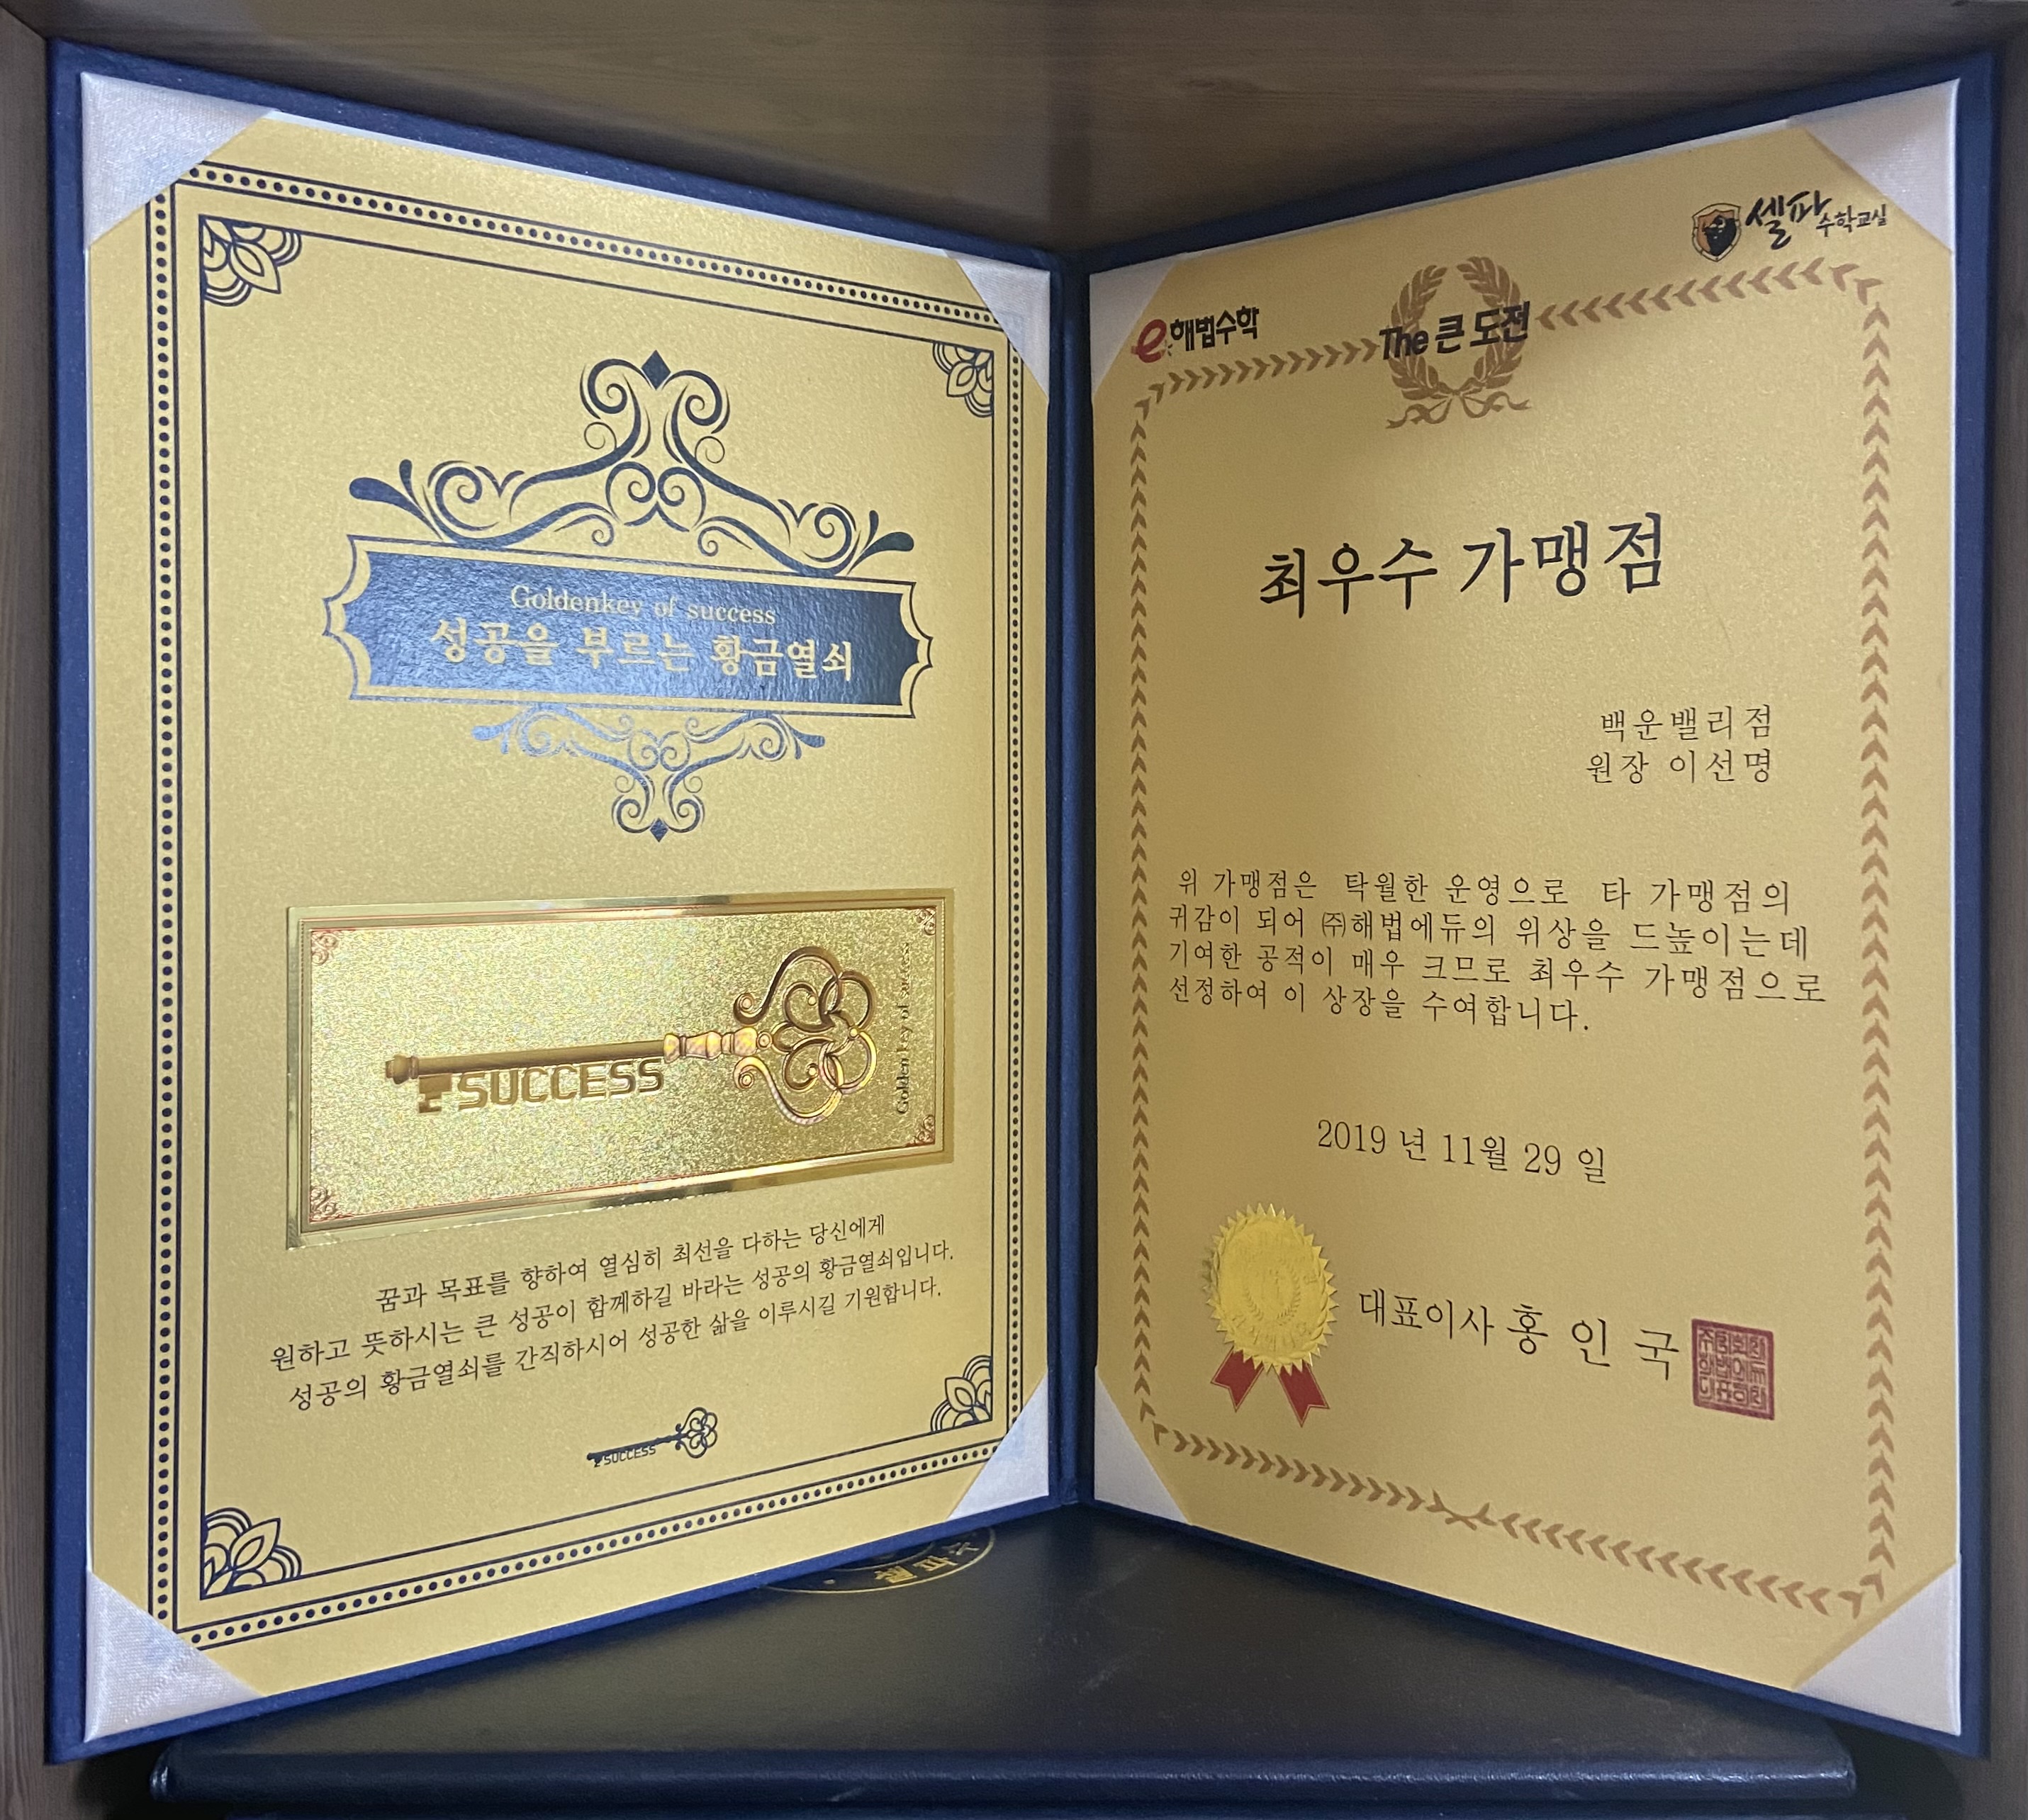 Goldenkey of success
성공을 부르는 황금열쇠
SUCCESS
Goldenkey of success
꿈과 목표를 향하여 열심히 최선을 다하는 당신에게
원하고 뜻하시는 큰 성공이 함께하길 바라는 성공의 황금열쇠입니다.
성공의 황금열쇠를 간직하시어 성공한 삶을 이루시길 기원합니다.
SUCCESS
e해법수학
The큰도전
셀파수학교실
최우수 가맹점
백운밸리점
원장 이선명
위 가맹점은 탁월한 운영으로 타 가맹점의
귀감이 되어 ㈜해법에듀의 위상을 드높이는데
기여한 공적이 매우 크므로 최우수 가맹점으로
선정하여 이 상장을 수여합니다.
2019 년 11월 29 일
대표이사 홍 인 국
셀파